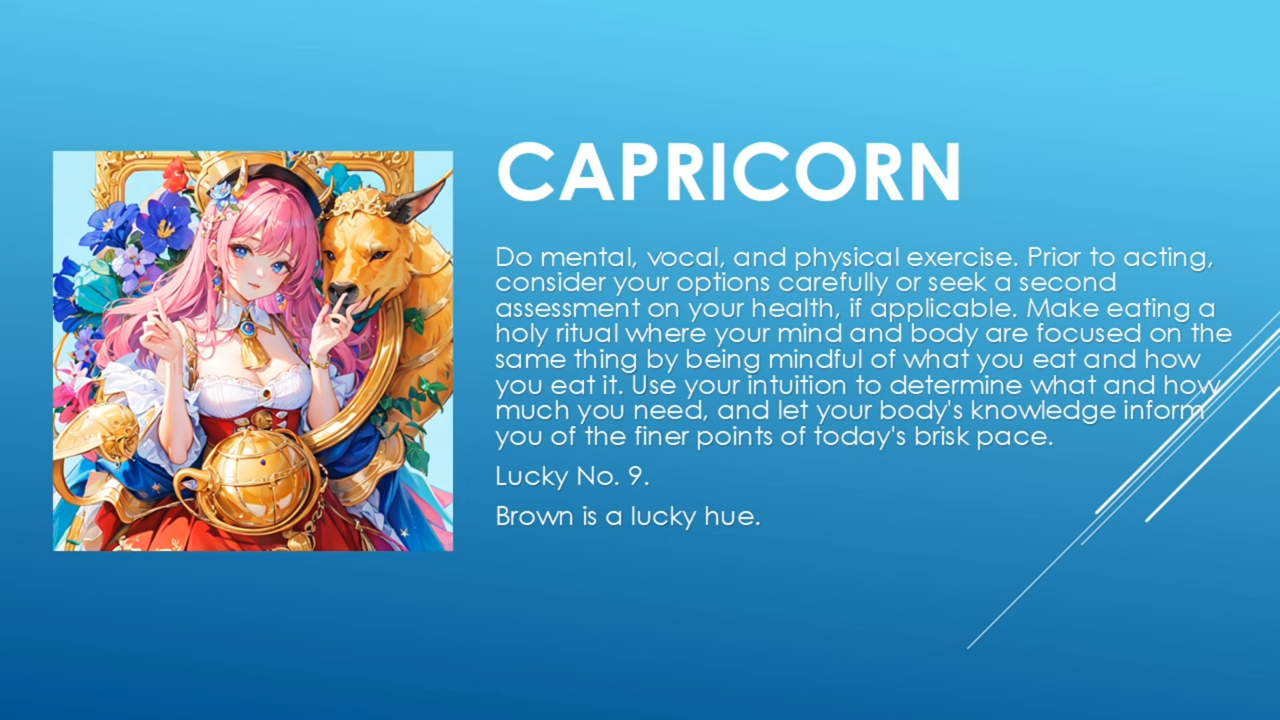 CAPRICORN
Do mental, vocal, and physical exercise. Prior to acting,
consider your options carefully or seek a second
assessment on your health, if applicable. Make eating a
holy ritual where your mind and body are focused on the
same thing by being mindful of what you eat and how
you eat it. Use your intuition to determine what and how
much you need, and let your body's knowledge inform
you of the finer points of today's brisk pace.
Lucky No. 9.
Brown is a lucky hue.